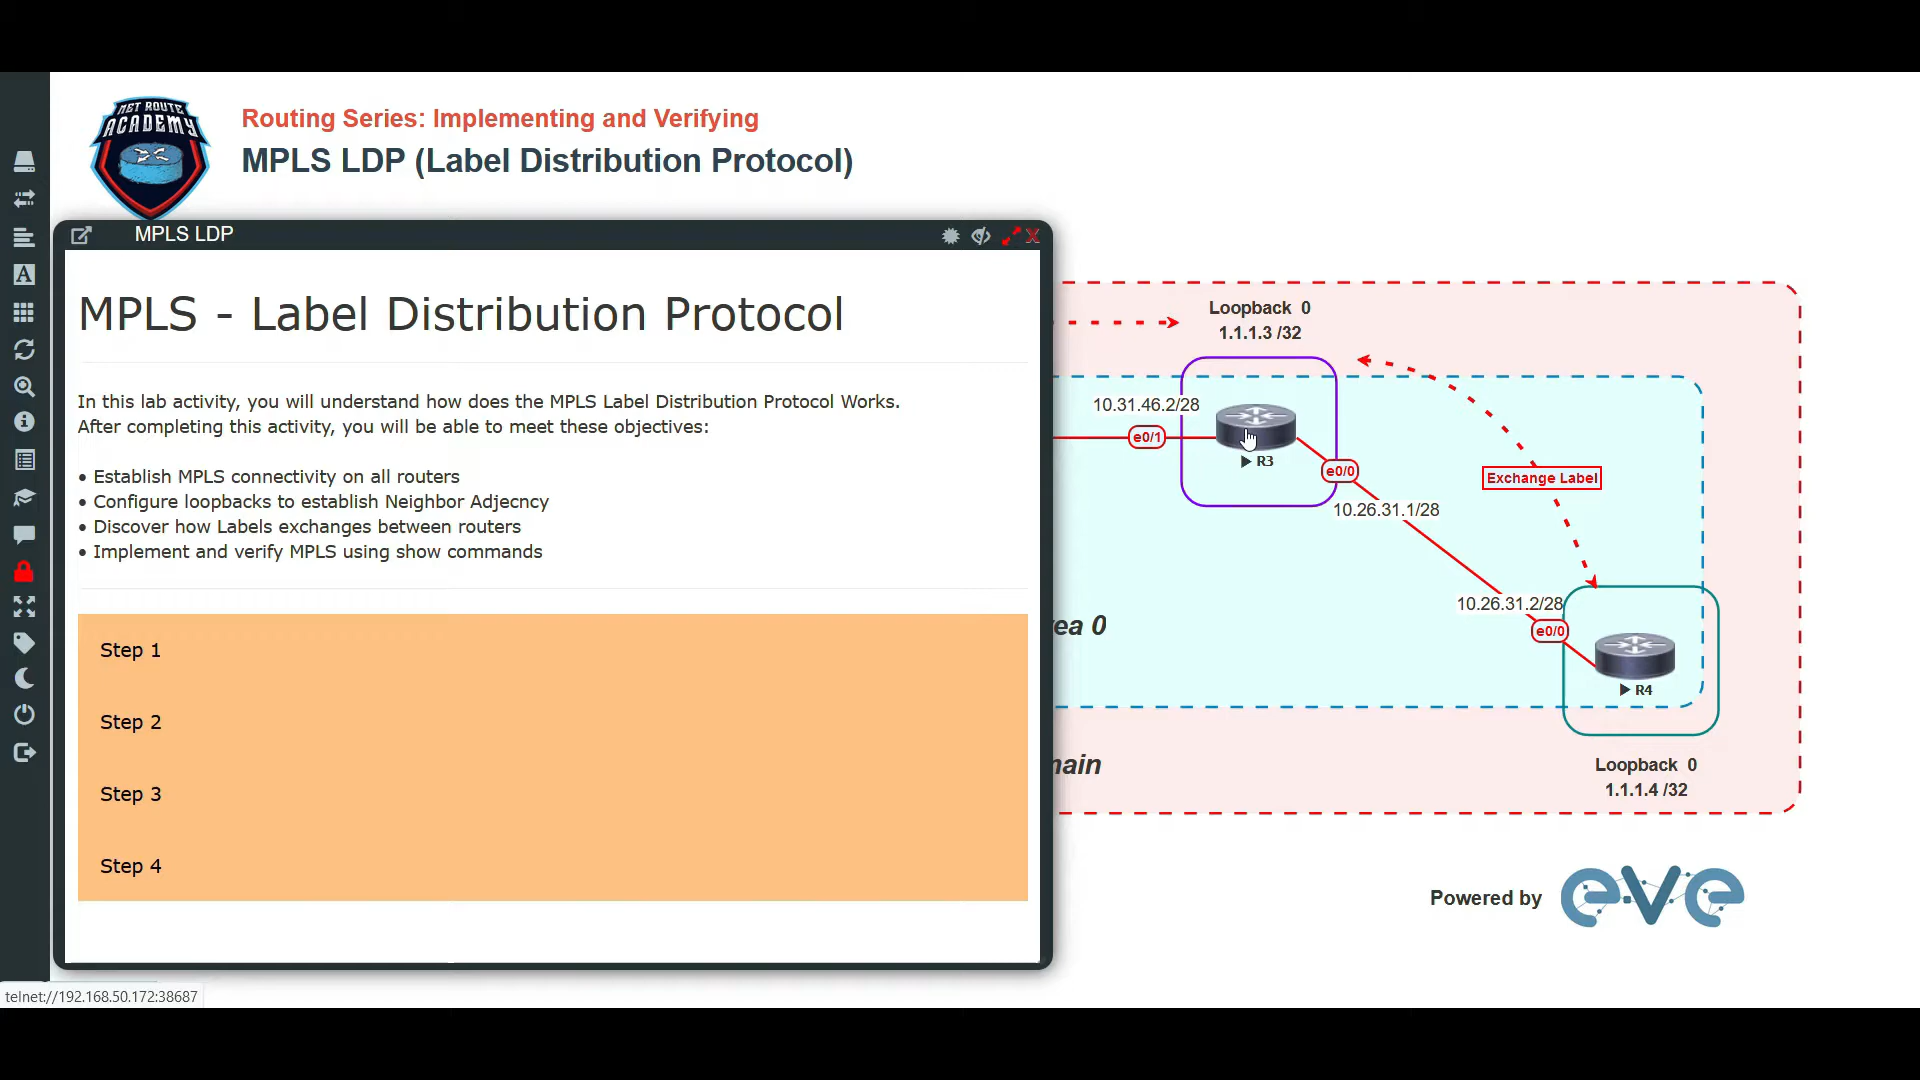 NET ROUTE
ACADEMY
Routing Series: Implementing and Verifying
MPLS LDP (Label Distribution Protocol)
MPLS LDP
X
MPLS - Label Distribution Protocol
In this lab activity, you will understand how does the MPLS Label Distribution Protocol Works.
After completing this activity, you will be able to meet these objectives:
• Establish MPLS connectivity on all routers
• Configure loopbacks to establish Neighbor Adjecncy
• Discover how Labels exchanges between routers
• Implement and verify MPLS using show commands
Step 1
Step 2
Step 3
Step 4
Loopback 0
1.1.1.3 /32
10.31.46.2/28
e0/1
R3
e0/0
10.26.31.1/28
Exchange Label
10.26.31.2/28
e0/0
R4
ea 0
main
Loopback 0
1.1.1.4 /32
Powered by
eve
telnet://192.168.50.172:38687